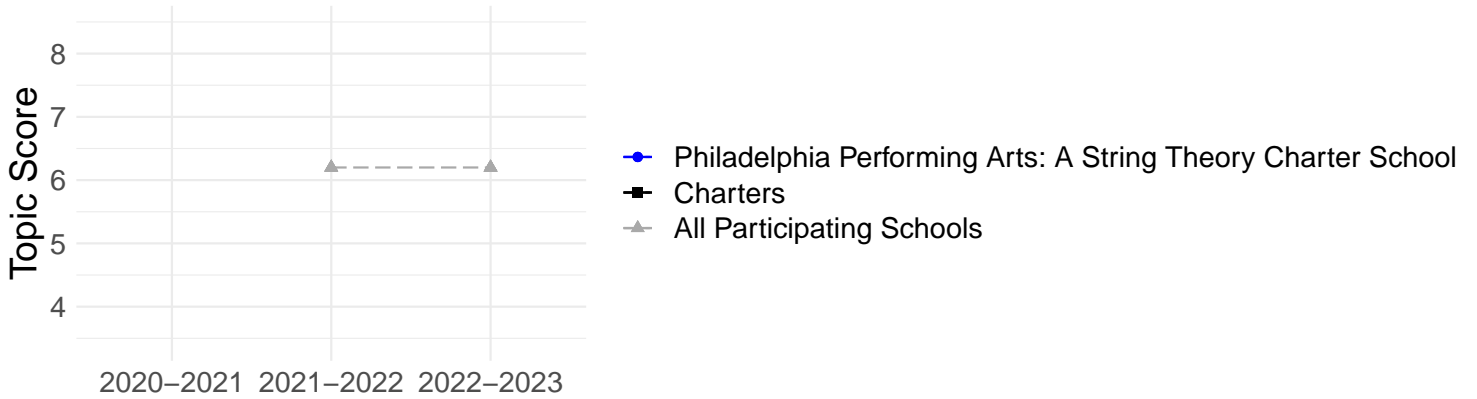 Topic Score
8
7
6
5
4
2020–2021 2021–2022 2022–2023
Philadelphia Performing Arts: A String Theory Charter School
Charters
All Participating Schools